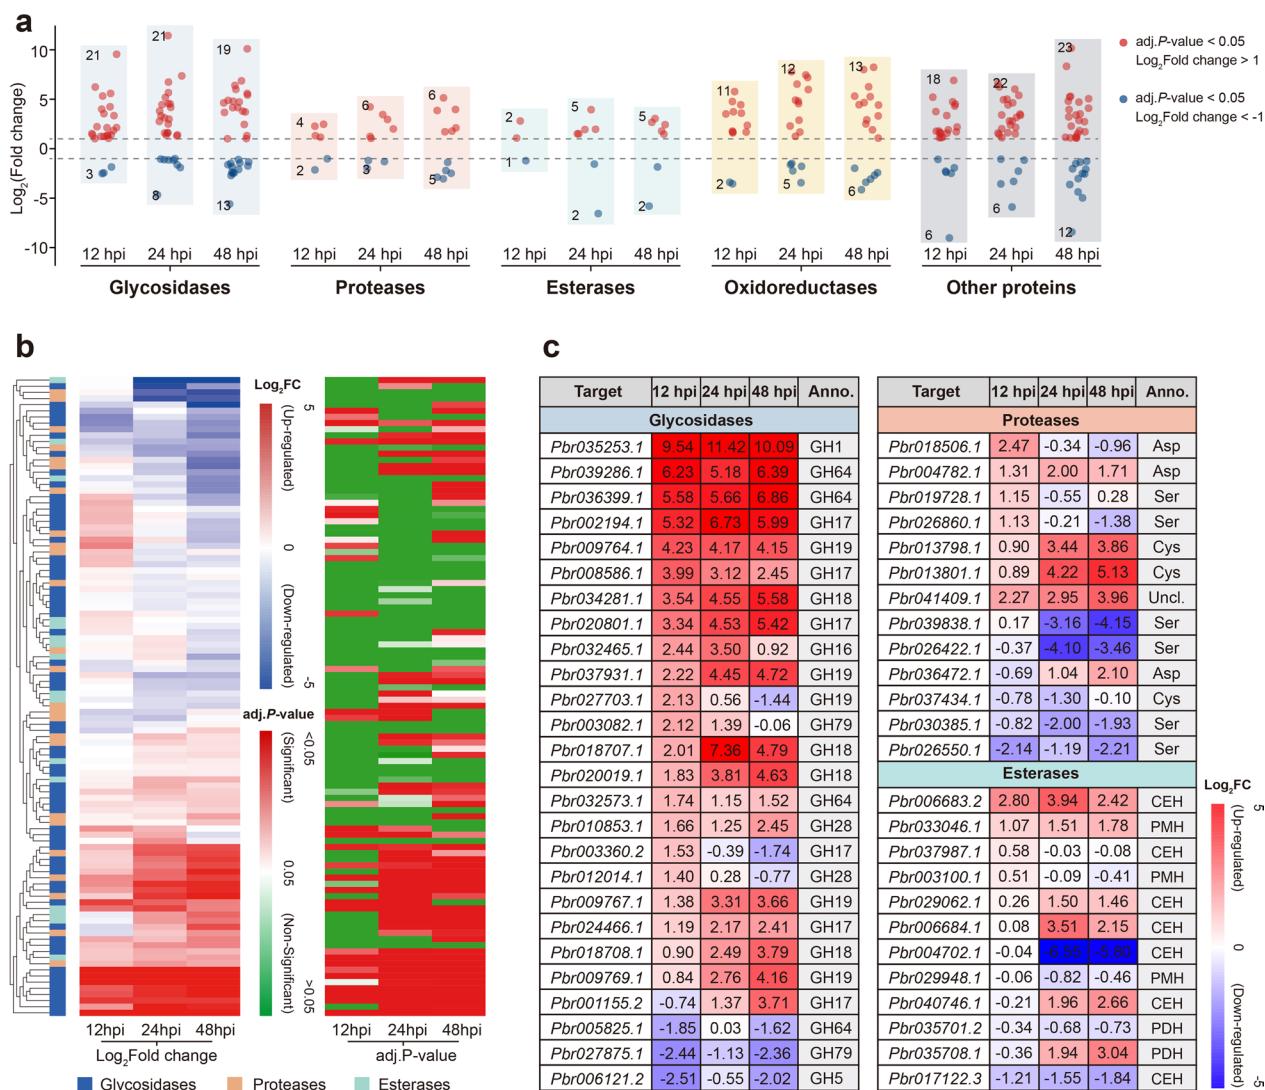 a
Log2(Fold change)
10
5
0
-5
-10
21
3
21
8
19
13
4
2
6
3
6
5
2
1
5
2
5
2
11
4
12
5
13
6
18
6
22
6
23
12
adj.P-value < 0.05
Log2Fold change > 1
adj.P-value < 0.05
Log2Fold change < -1
12 hpi 24 hpi 48 hpi 12 hpi 24 hpi 48 hpi 12 hpi 24 hpi 48 hpi 12 hpi 24 hpi 48 hpi 12 hpi 24 hpi 48 hpi
Glycosidases Proteases Esterases Oxidoreductases Other proteins
b
Log2FC
5
(Up-regulated)
0
(Down-regulated)
-5
adj.P-value
<0.05
(Significant)
0.05
(Non-Significant)
>0.05
12hpi 24hpi 48hpi
Log2Fold change
12hpi 24hpi 48hpi
adj.P-value
Glycosidases Proteases Esterases
c
Target 12 hpi 24 hpi 48 hpi Anno.
Glycosidases
Pbr035253.1 9.54 11.42 10.09 GH1
Pbr039286.1 6.23 5.18 6.39 GH64
Pbr036399.1 5.58 5.66 6.86 GH64
Pbr002194.1 5.32 6.73 5.99 GH17
Pbr009764.1 4.23 4.17 4.15 GH19
Pbr008586.1 3.99 3.12 2.45 GH17
Pbr034281.1 3.54 4.55 5.58 GH18
Pbr020801.1 3.34 4.53 5.42 GH17
Pbr032465.1 2.44 3.50 0.92 GH16
Pbr037931.1 2.22 4.45 4.72 GH19
Pbr027703.1 2.13 0.56 -1.44 GH19
Pbr003082.1 2.12 1.39 -0.06 GH79
Pbr018707.1 2.01 7.36 4.79 GH18
Pbr020019.1 1.83 3.81 4.63 GH18
Pbr032573.1 1.74 1.15 1.52 GH64
Pbr010853.1 1.66 1.25 2.45 GH28
Pbr003360.2 1.53 -0.39 -1.74 GH17
Pbr012014.1 1.40 0.28 -0.77 GH28
Pbr009767.1 1.38 3.31 3.66 GH19
Pbr024466.1 1.19 2.17 2.41 GH17
Pbr018708.1 0.90 2.49 3.79 GH18
Pbr009769.1 0.84 2.76 4.16 GH19
Pbr001155.2 -0.74 1.37 3.71 GH17
Pbr005825.1 -1.85 0.03 -1.62 GH64
Pbr027875.1 -2.44 -1.13 -2.36 GH79
Pbr006121.2 -2.51 -0.55 -2.02 GH5
Target 12 hpi 24 hpi 48 hpi Anno.
Proteases
Pbr018506.1 2.47 -0.34 -0.96 Asp
Pbr004782.1 1.31 2.00 1.71 Asp
Pbr019728.1 1.15 -0.55 0.28 Ser
Pbr026860.1 1.13 -0.21 -1.38 Ser
Pbr013798.1 0.90 3.44 3.86 Cys
Pbr013801.1 0.89 4.22 5.13 Cys
Pbr041409.1 2.27 2.95 3.96 Uncl.
Pbr039838.1 0.17 -3.16 -4.15 Ser
Pbr026422.1 -0.37 -4.10 -3.46 Ser
Pbr036472.1 -0.69 1.04 2.10 Asp
Pbr037434.1 -0.78 -1.30 -0.10 Cys
Pbr030385.1 -0.82 -2.00 -1.93 Ser
Pbr026550.1 -2.14 -1.19 -2.21 Ser
Esterases
Pbr006683.2 2.80 3.94 2.42 CEH
Pbr033046.1 1.07 1.51 1.78 PMH
Pbr037987.1 0.58 -0.03 -0.08 CEH
Pbr003100.1 0.51 -0.09 -0.41 PMH
Pbr029062.1 0.26 1.50 1.46 CEH
Pbr006684.1 0.08 3.51 2.15 CEH
Pbr004702.1 -0.04 -6.55 -5.80 CEH
Pbr029948.1 -0.06 -0.82 -0.46 PMH
Pbr040746.1 -0.21 1.96 2.66 CEH
Pbr035701.2 -0.34 -0.68 -0.73 PDH
Pbr035708.1 -0.36 1.94 3.04 PDH
Pbr017122.3 -1.21 -1.55 -1.84 CEH
Log2FC
5
(Up-regulated)
0
(Down-regulated)
-5